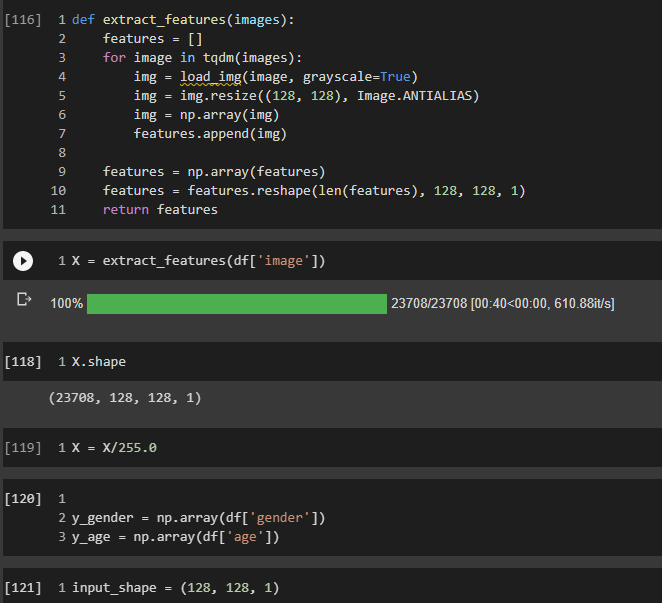 [116] 1 def extract_features(images):
2 features = []
3 for image in tqdm(images):
4 img = load_img(image, grayscale=True)
5 img = img.resize((128, 128), Image.ANTIALIAS)
6 img = np.array(img)
7 features.append(img)
8
9 features = np.array(features)
10 features = features.reshape(len(features), 128, 128, 1)
11 return features
1 X = extract_features(df['image'])
100% 23708/23708 [00:40<00:00, 610.88it/s]
[118] 1 X.shape
(23708, 128, 128, 1)
[119] 1 X = X/255.0
[120] 1
2 y_gender = np.array(df['gender'])
3 y_age = np.array(df['age'])
[121] 1 input_shape = (128, 128, 1)